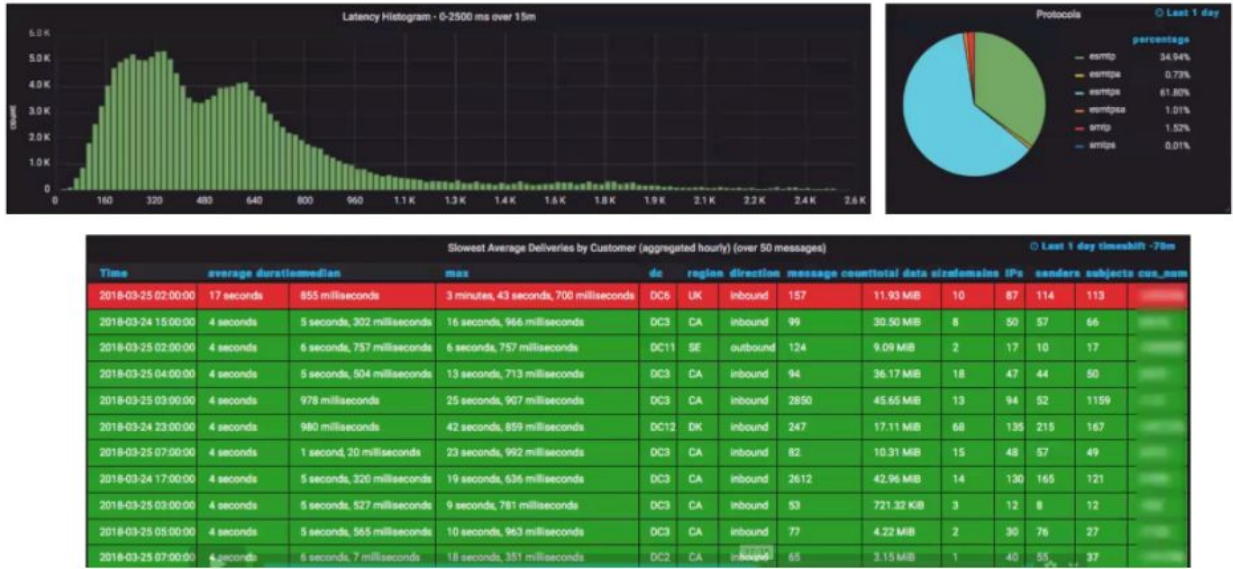 Latency Histogram - 0-2500 ms over 15m
6.0 K
5.0 K
4.0 K
3.0 K
2.0 K
1.0 K
0
count
0 160 320 480 640 800 960 1.1 K 1.3 K 1.4 K 1.6 K 1.8 K 1.9 K 2.1 K 2.2 K 2.4 K 2.6 K
Protocols Last 1 day
percentage
esmtp 34.94%
esmtpa 0.73%
esmtps 61.80%
esmtpsa 1.01%
smtp 1.52%
smtps 0.01%
Slowest Average Deliveries by Customer (aggregated hourly) (over 50 messages) Last 1 day timeshift -70m
Time average duration median max dc region direction message count total data size domains IPs senders subjects cus_num
2018-03-25 02:00:00 17 seconds 855 milliseconds 3 minutes, 43 seconds, 700 milliseconds DC6 UK inbound 157 11.93 MiB 10 87 114 113
2018-03-24 15:00:00 4 seconds 5 seconds, 302 milliseconds 16 seconds, 966 milliseconds DC3 CA inbound 99 30.50 MiB 8 50 57 66
2018-03-25 02:00:00 4 seconds 6 seconds, 757 milliseconds 6 seconds, 757 milliseconds DC11 SE outbound 124 9.09 MiB 2 17 10 17
2018-03-25 04:00:00 4 seconds 5 seconds, 504 milliseconds 13 seconds, 713 milliseconds DC3 CA inbound 94 36.17 MiB 18 47 44 50
2018-03-25 03:00:00 4 seconds 978 milliseconds 25 seconds, 907 milliseconds DC3 CA inbound 2850 45.65 MiB 13 94 52 1159
2018-03-24 23:00:00 4 seconds 980 milliseconds 42 seconds, 859 milliseconds DC12 DK inbound 247 17.11 MiB 68 135 215 167
2018-03-25 07:00:00 4 seconds 1 second, 20 milliseconds 23 seconds, 992 milliseconds DC3 CA inbound 82 10.31 MiB 15 48 57 49
2018-03-24 17:00:00 4 seconds 5 seconds, 320 milliseconds 19 seconds, 636 milliseconds DC3 CA inbound 2612 42.96 MiB 14 130 165 121
2018-03-25 03:00:00 4 seconds 5 seconds, 527 milliseconds 9 seconds, 781 milliseconds DC3 CA inbound 53 721.32 KiB 3 12 8 12
2018-03-25 05:00:00 4 seconds 5 seconds, 565 milliseconds 10 seconds, 963 milliseconds DC3 CA inbound 77 4.22 MiB 2 30 76 27
2018-03-25 07:00:00 4 seconds 6 seconds, 7 milliseconds 18 seconds, 351 milliseconds DC2 CA inbound 65 3.15 MiB 1 40 55 37